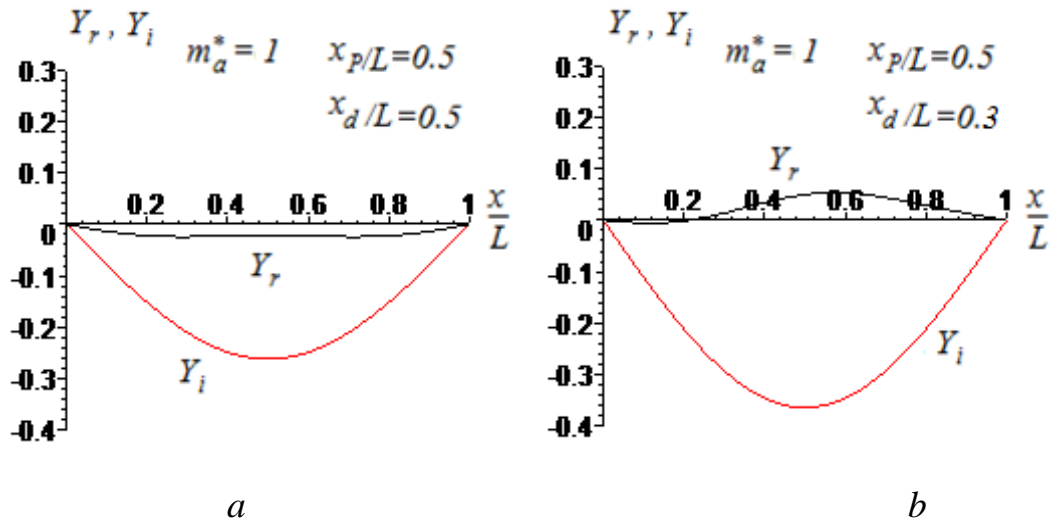 Y_r , Y_i
m_a^* = 1 x_P/L=0.5
x_d/L=0.5
0.3
0.2
0.1
0
-0.1
-0.2
-0.3
-0.4
0.2 0.4 0.6 0.8 1
x/L
Y_r
Y_i
a
Y_r , Y_i
m_a^* = 1 x_P/L=0.5
x_d/L=0.3
0.3
0.2
0.1
0
-0.1
-0.2
-0.3
-0.4
Y_r
0.2 0.4 0.6 0.8 1
x/L
Y_i
b